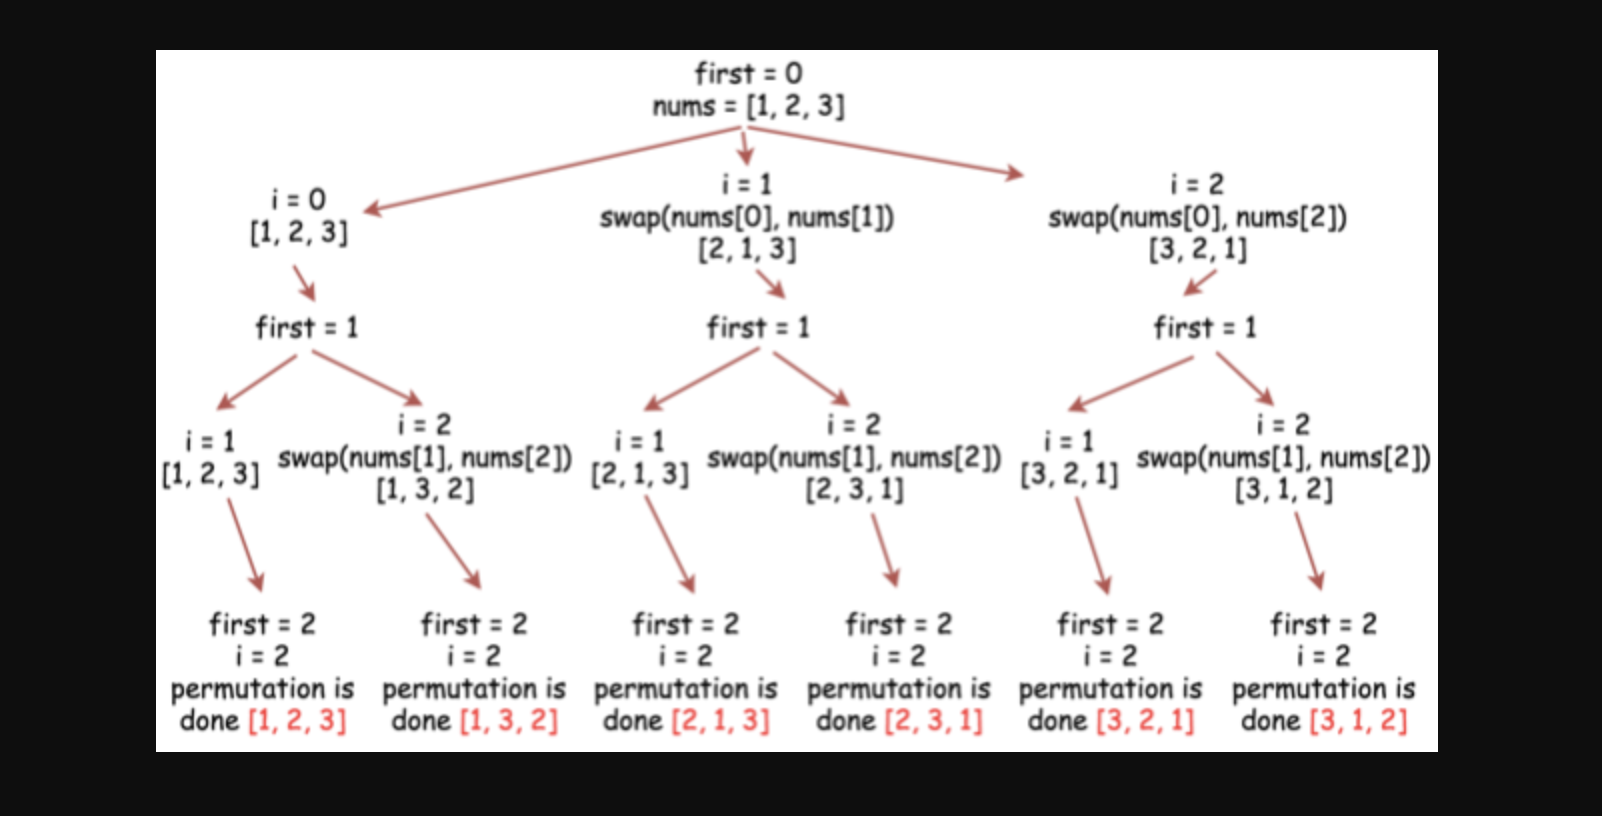 first = 0
nums = [1, 2, 3]
i = 0
[1, 2, 3]
i = 1
swap(nums[0], nums[1])
[2, 1, 3]
i = 2
swap(nums[0], nums[2])
[3, 2, 1]
first = 1
first = 1
first = 1
i = 1
[1, 2, 3]
i = 2
swap(nums[1], nums[2])
[1, 3, 2]
i = 1
[2, 1, 3]
i = 2
swap(nums[1], nums[2])
[2, 3, 1]
i = 1
[3, 2, 1]
i = 2
swap(nums[1], nums[2])
[3, 1, 2]
first = 2
i = 2
permutation is
done [1, 2, 3]
first = 2
i = 2
permutation is
done [1, 3, 2]
first = 2
i = 2
permutation is
done [2, 1, 3]
first = 2
i = 2
permutation is
done [2, 3, 1]
first = 2
i = 2
permutation is
done [3, 2, 1]
first = 2
i = 2
permutation is
done [3, 1, 2]